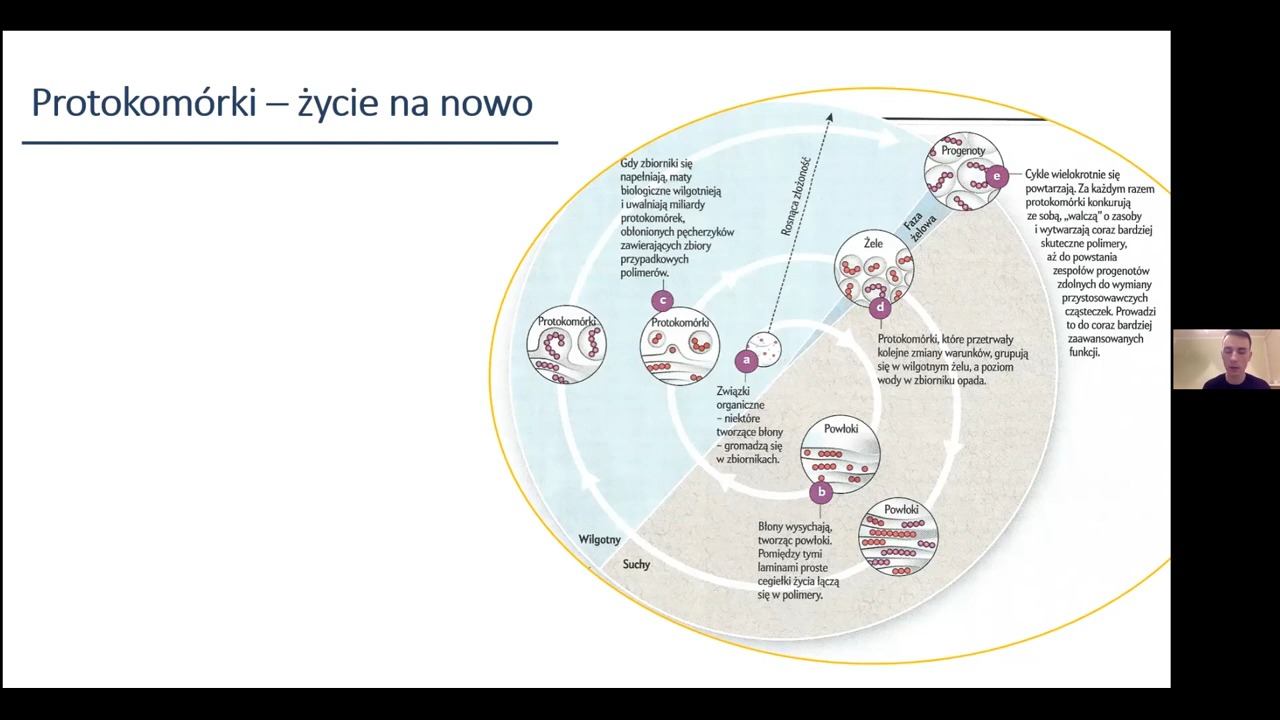 Protokomórki – życie na nowo
Gdy zbiorniki się
napełniają, maty
biologiczne wilgotnieją
i uwalniają miliardy
protokomórek,
obłonionych pęcherzyków
zawierających zbiory
przypadkowych
polimerów.
c
Protokomórki
Protokomórki
Rosnąca złożoność
a
Związki
organiczne
– niektóre
tworzące błony
– gromadzą się
w zbiornikach.
Progenoty
e
Cykle wielokrotnie się
powtarzają. Za każdym razem
protokomórki konkurują
ze sobą, „walczą” o zasoby
i wytwarzają coraz bardziej
skuteczne polimery,
aż do powstania
zespołów progenotów
zdolnych do wymiany
przystosowawczych
cząsteczek. Prowadzi
to do coraz bardziej
zaawansowanych
funkcji.
Faza
żelowa
Żele
d
Protokomórki, które przetrwały
kolejne zmiany warunków, grupują
się w wilgotnym żelu, a poziom
wody w zbiorniku opada.
Powłoki
b
Błony wysychają,
tworząc powłoki.
Pomiędzy tymi
laminami proste
cegiełki życia łączą
się w polimery.
Powłoki
Wilgotny
Suchy